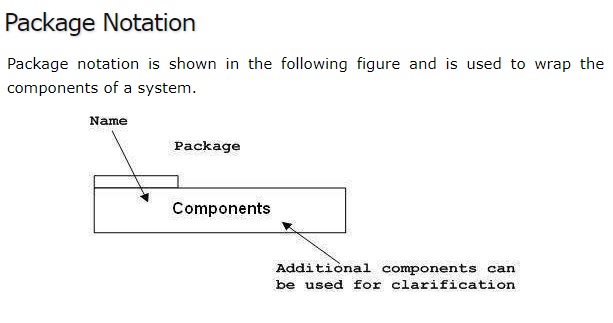 Package Notation
Package notation is shown in the following figure and is used to wrap the
components of a system.
Name
Package
Components
Additional components can
be used for clarification